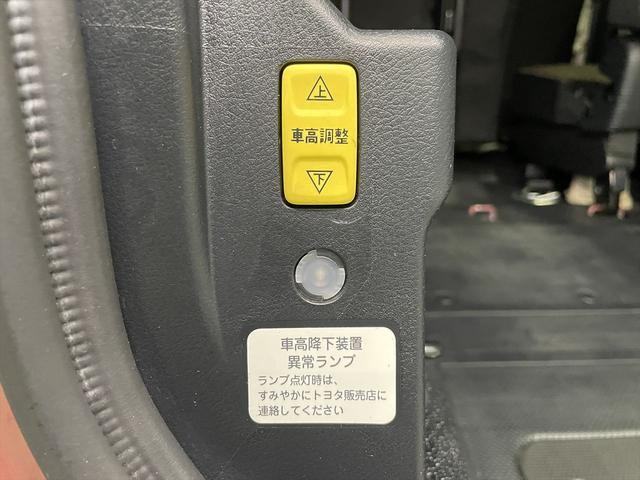 上
車高調整
下
車高降下装置
異常ランプ
ランプ点灯時は、
すみやかにトヨタ販売店に
連絡してください